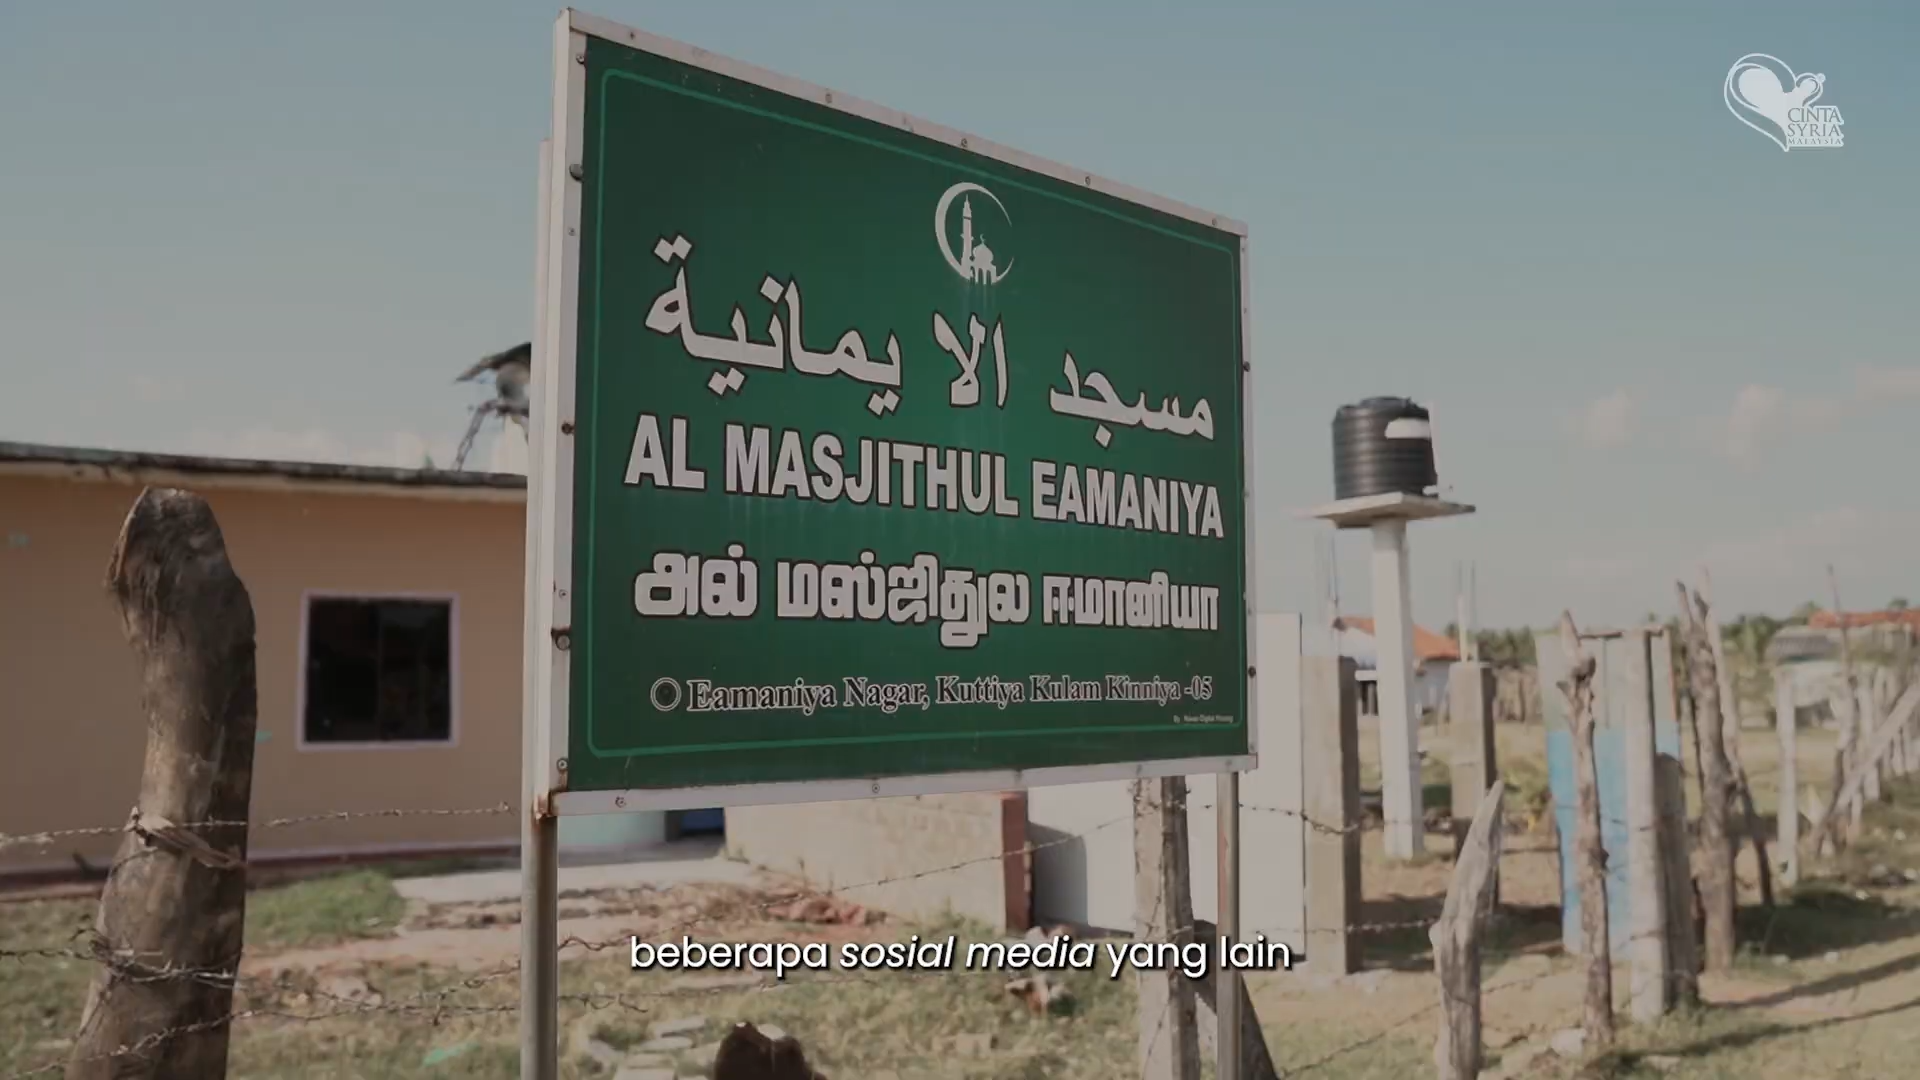 CINTA
SYRIA
MALAYSIA
مسجد الا يمانية
AL MASJITHUL EAMANIYA
அல் மஸ்ஜிதுல ஈமானியா
Eamaniya Nagar, Kuttiya Kulam Kinniya -05
beberapa sosial media yang lain